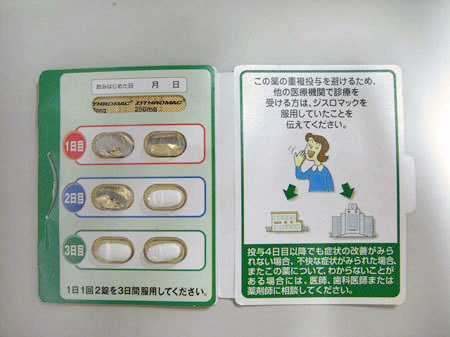 飲みはじめた日 月 日
ZITHROMAC ZITHROMAC
250mg
1日目
2日目
3日目
1日1回2錠を3日間服用してください。
この薬の重複投与を避けるため、
他の医療機関で診療を
受ける方は、ジスロマックを
服用していたことを
伝えてください。
投与4日目以降でも症状の改善がみ
られない場合、不快な症状がみられた場合、
またこの薬について、わからないことが
ある場合には、医師、歯科医師または
薬剤師に相談してください。